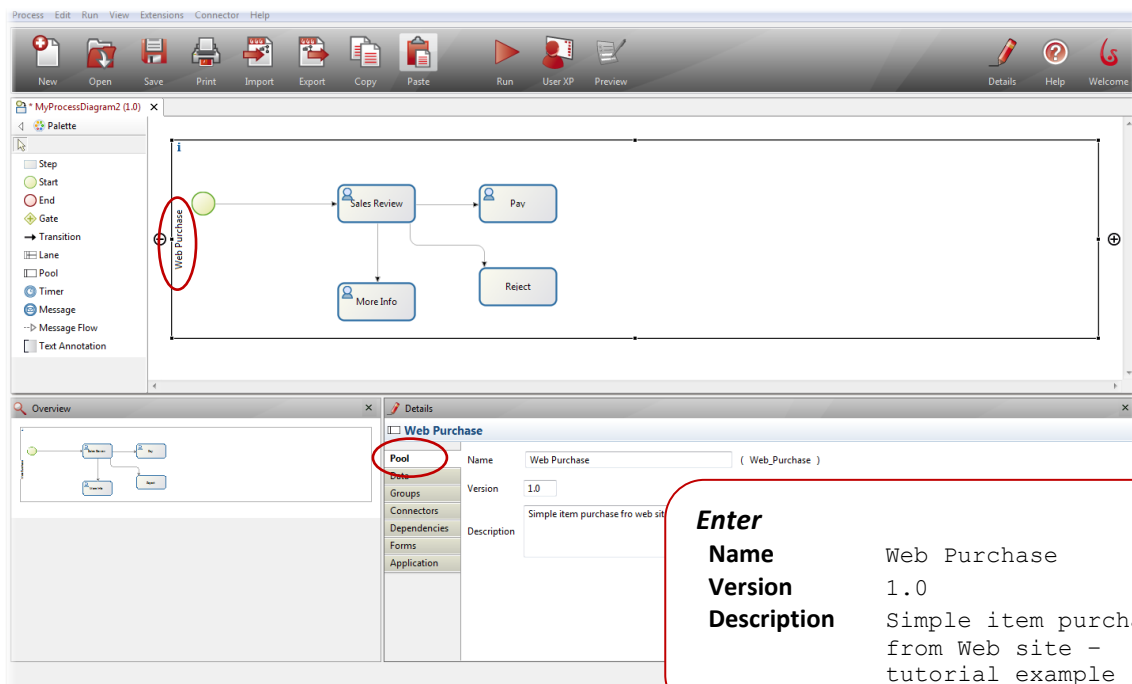 Process Edit Run View Extensions Connector Help
New Open Save Print Import Export Copy Paste Run User XP Preview Details Help Welcome
* MyProcessDiagram2 (1.0)
Palette
Step
Start
End
Gate
Transition
Lane
Pool
Timer
Message
Message Flow
Text Annotation
i
Web Purchase
Sales Review
Pay
More Info
Reject
Overview
Details
Web Purchase
Pool
Data
Groups
Connectors
Dependencies
Forms
Application
Name Web Purchase ( Web_Purchase )
Version 1.0
Description Simple item purchase fro web sit
Enter
Name Web Purchase
Version 1.0
Description Simple item purcha
from Web site –
tutorial example